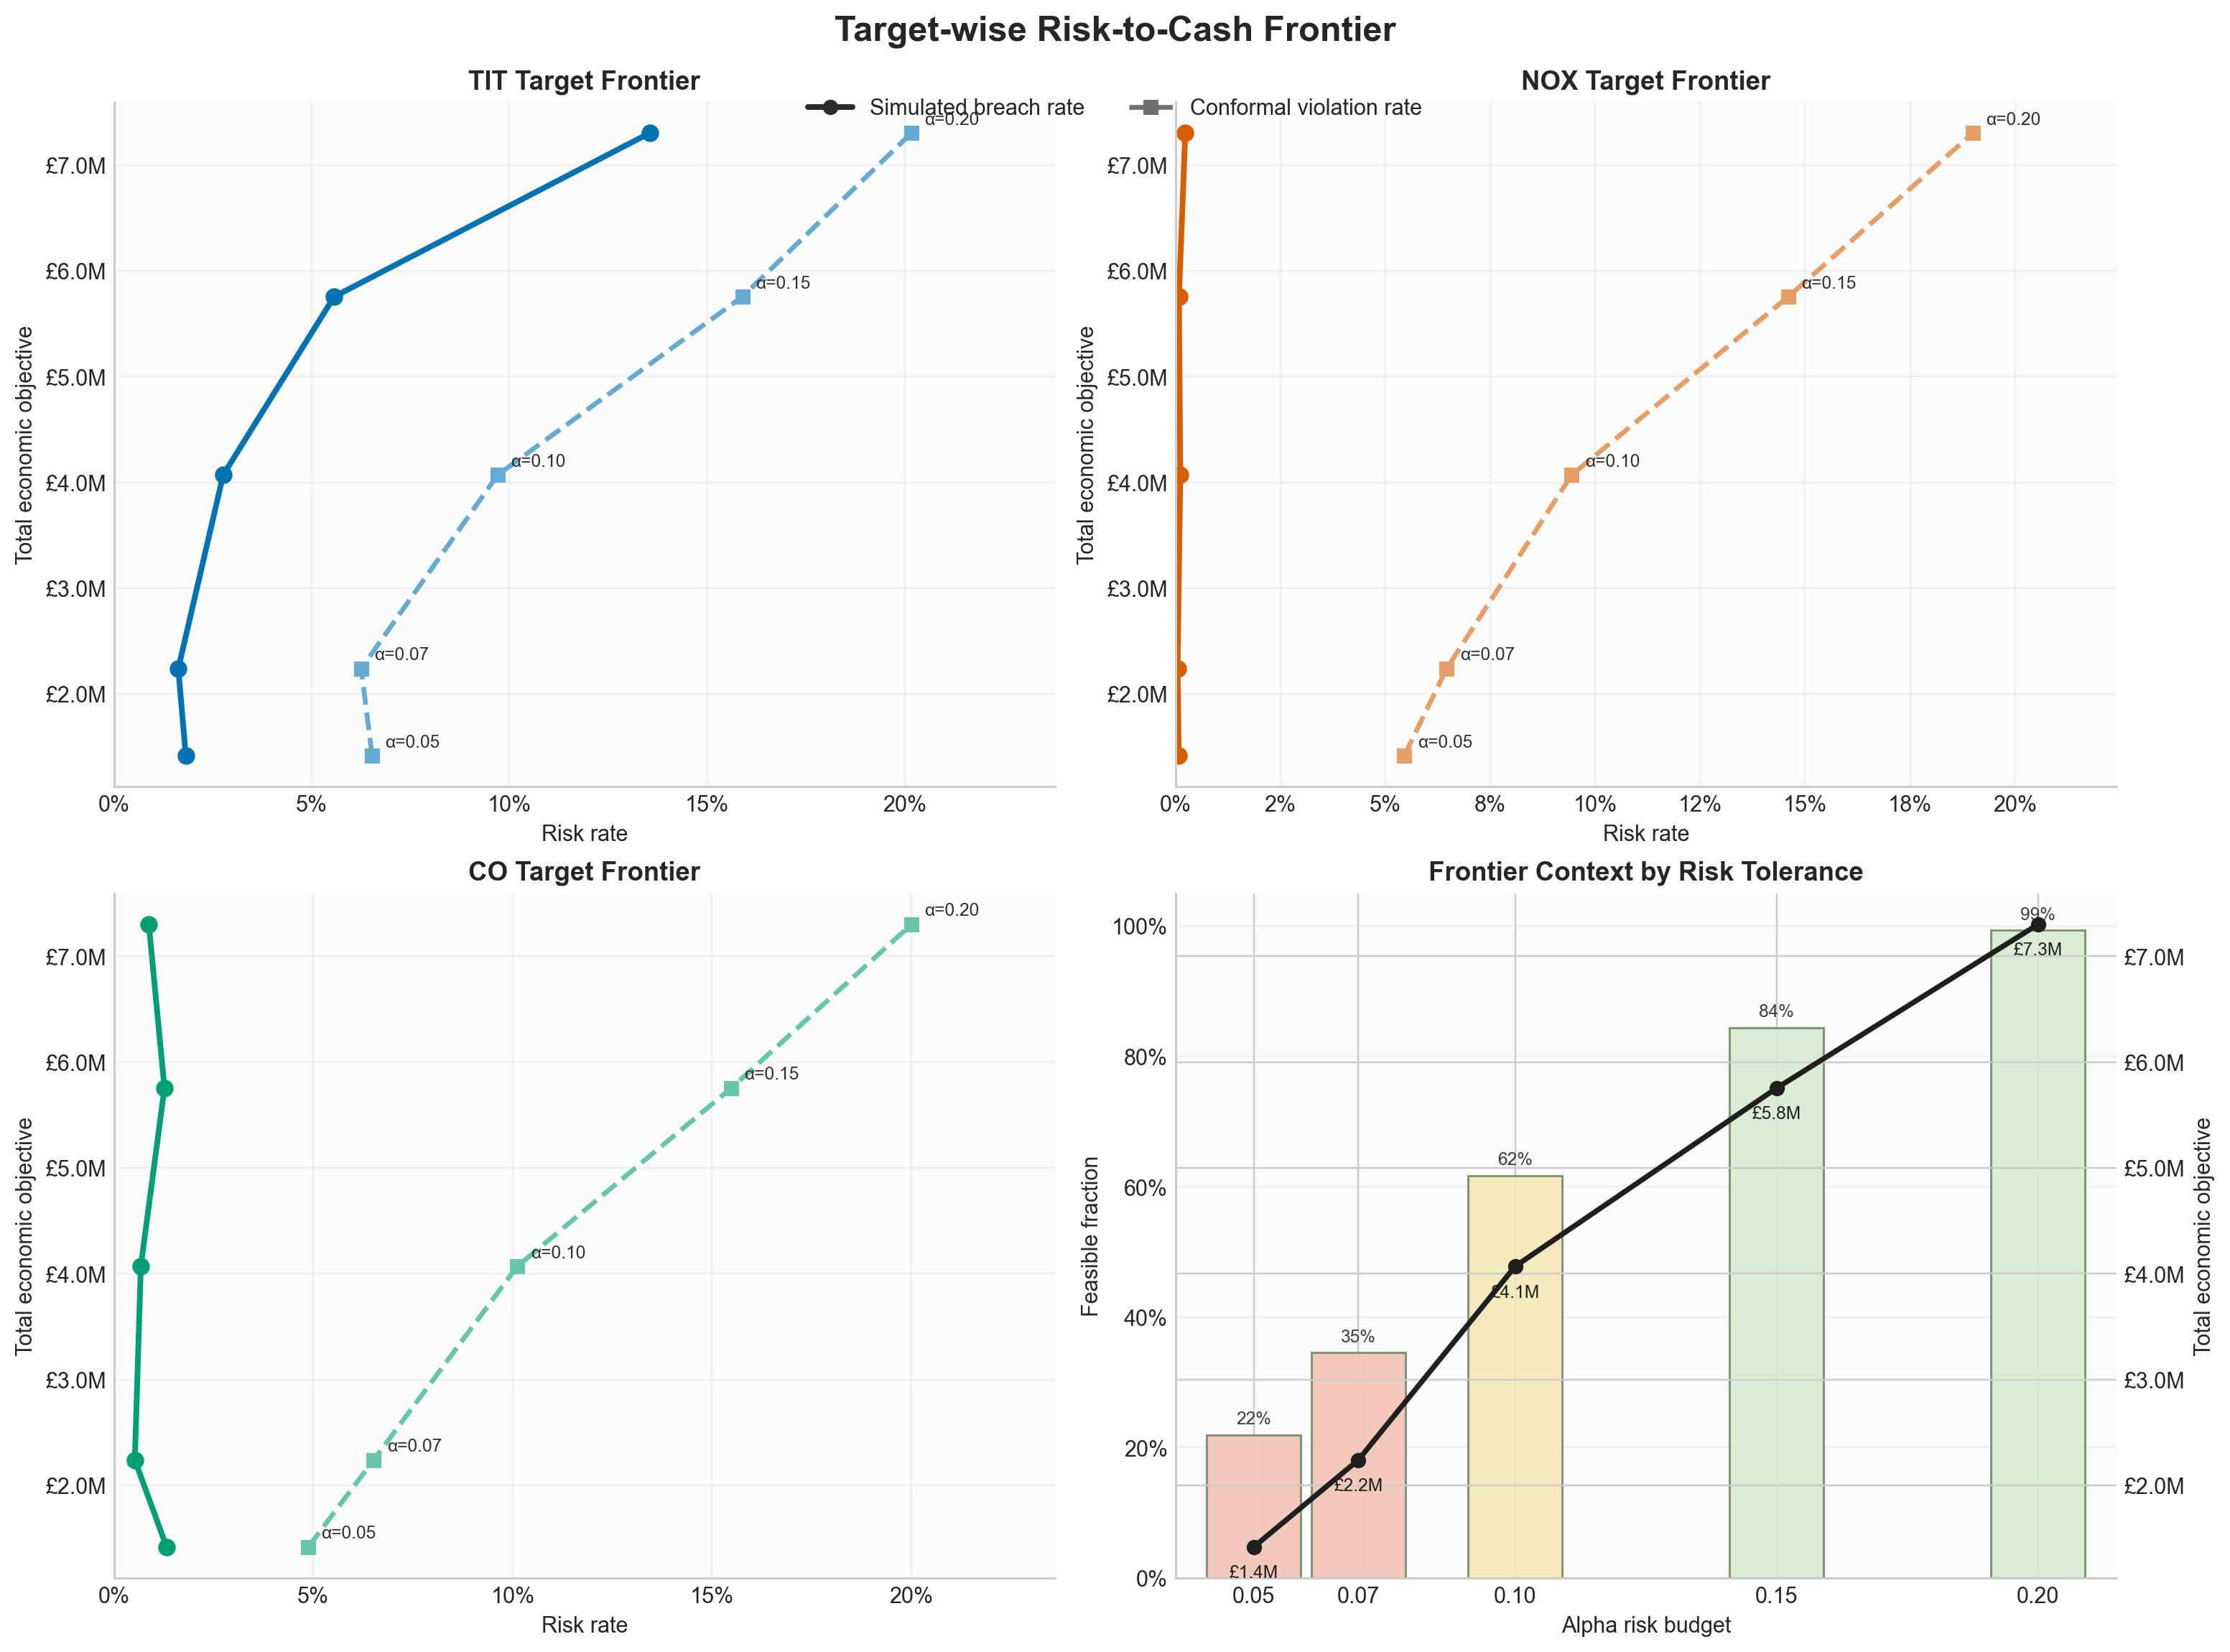 Target-wise Risk-to-Cash Frontier
Simulated breach rate
Conformal violation rate
TIT Target Frontier
Total economic objective
£7.0M
£6.0M
£5.0M
£4.0M
£3.0M
£2.0M
α=0.20
α=0.15
α=0.10
α=0.07
α=0.05
0% 5% 10% 15% 20%
Risk rate
NOX Target Frontier
Total economic objective
£7.0M
£6.0M
£5.0M
£4.0M
£3.0M
£2.0M
α=0.20
α=0.15
α=0.10
α=0.07
α=0.05
0% 2% 5% 8% 10% 12% 15% 18% 20%
Risk rate
CO Target Frontier
Total economic objective
£7.0M
£6.0M
£5.0M
£4.0M
£3.0M
£2.0M
α=0.20
α=0.15
α=0.10
α=0.07
α=0.05
0% 5% 10% 15% 20%
Risk rate
Frontier Context by Risk Tolerance
Feasible fraction
100%
80%
60%
40%
20%
0%
99%
£7.3M
84%
£5.8M
62%
£4.1M
35%
£2.2M
22%
£1.4M
£7.0M
£6.0M
£5.0M
£4.0M
£3.0M
£2.0M
Total economic objective
0.05 0.07 0.10 0.15 0.20
Alpha risk budget